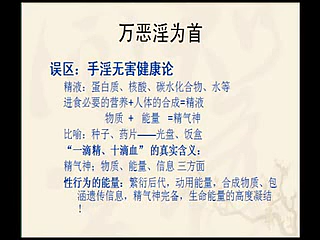 万恶淫为首
误区：手淫无害健康论
精液：蛋白质、核酸、碳水化合物、水等
进食必要的营养+人体的合成=精液
物质 + 能量 =精气神
比喻：种子、药片——光盘、饭盒
“一滴精、十滴血”的真实含义：
精气神：物质、能量、信息 三方面
性行为的能量：繁衍后代，动用能量，合成物质、包
涵遗传信息，精气神完备，生命能量的高度凝结
！